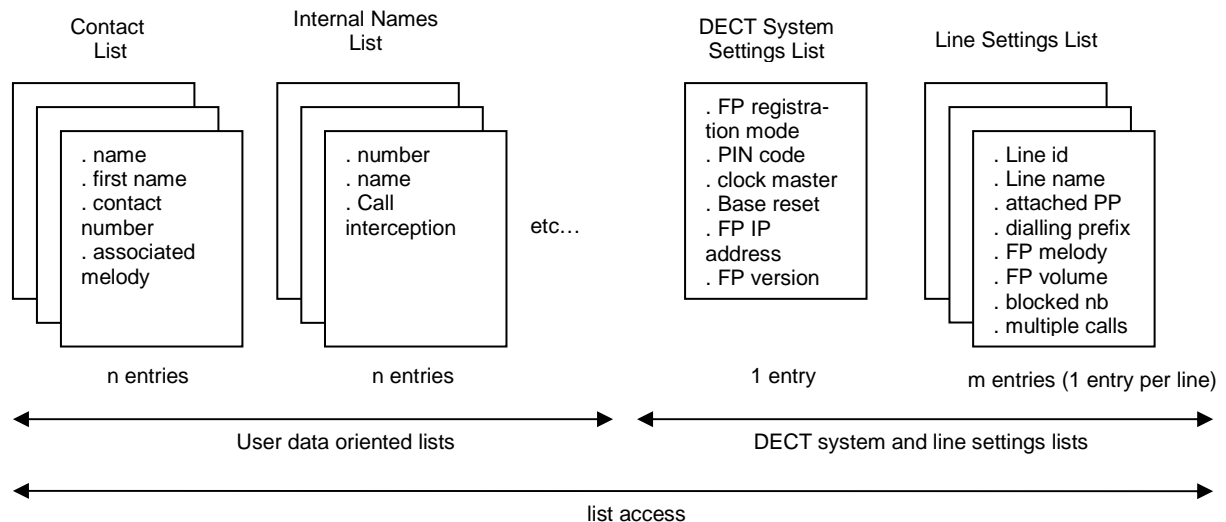 Contact
List
Internal Names
List
DECT System
Settings List
Line Settings List
. name
. first name
. contact
number
. associated
melody
. number
. name
. Call
interception
etc…
. FP registra-
tion mode
. PIN code
. clock master
. Base reset
. FP IP
address
. FP version
. Line id
. Line name
. attached PP
. dialling prefix
. FP melody
. FP volume
. blocked nb
. multiple calls
n entries
n entries
1 entry
m entries (1 entry per line)
User data oriented lists
DECT system and line settings lists
list access